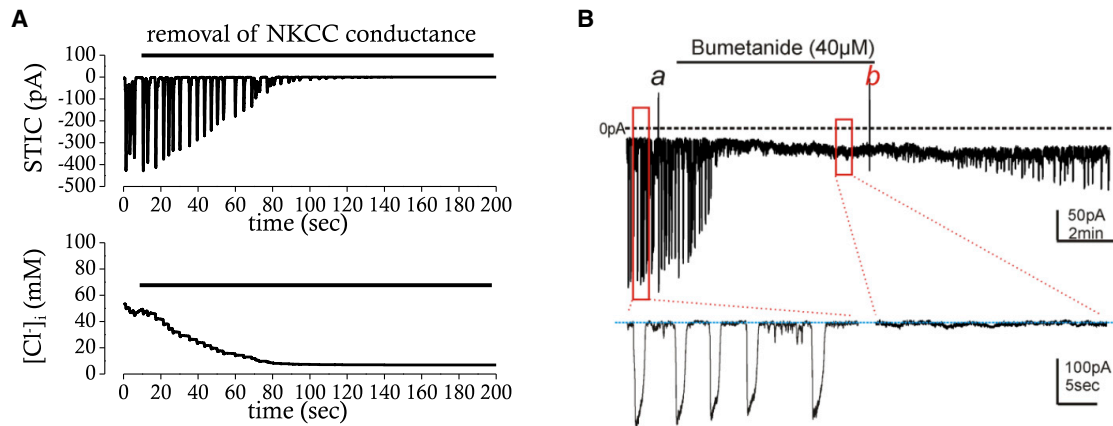 A
removal of NKCC conductance
STIC (pA)
100
0
-100
-200
-300
-400
-500
0 20 40 60 80 100 120 140 160 180 200
time (sec)
[Cl-]i (mM)
100
80
60
40
20
0
0 20 40 60 80 100 120 140 160 180 200
time (sec)
B
Bumetanide (40µM)
a
b
0pA
50pA
2min
100pA
5sec